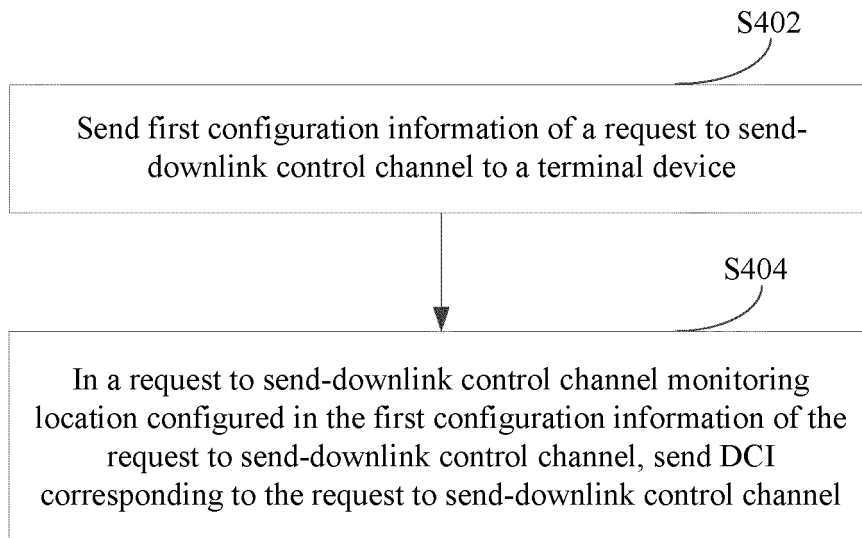 S402
Send first configuration information of a request to send-
downlink control channel to a terminal device
S404
In a request to send-downlink control channel monitoring
location configured in the first configuration information of the
request to send-downlink control channel, send DCI
corresponding to the request to send-downlink control channel